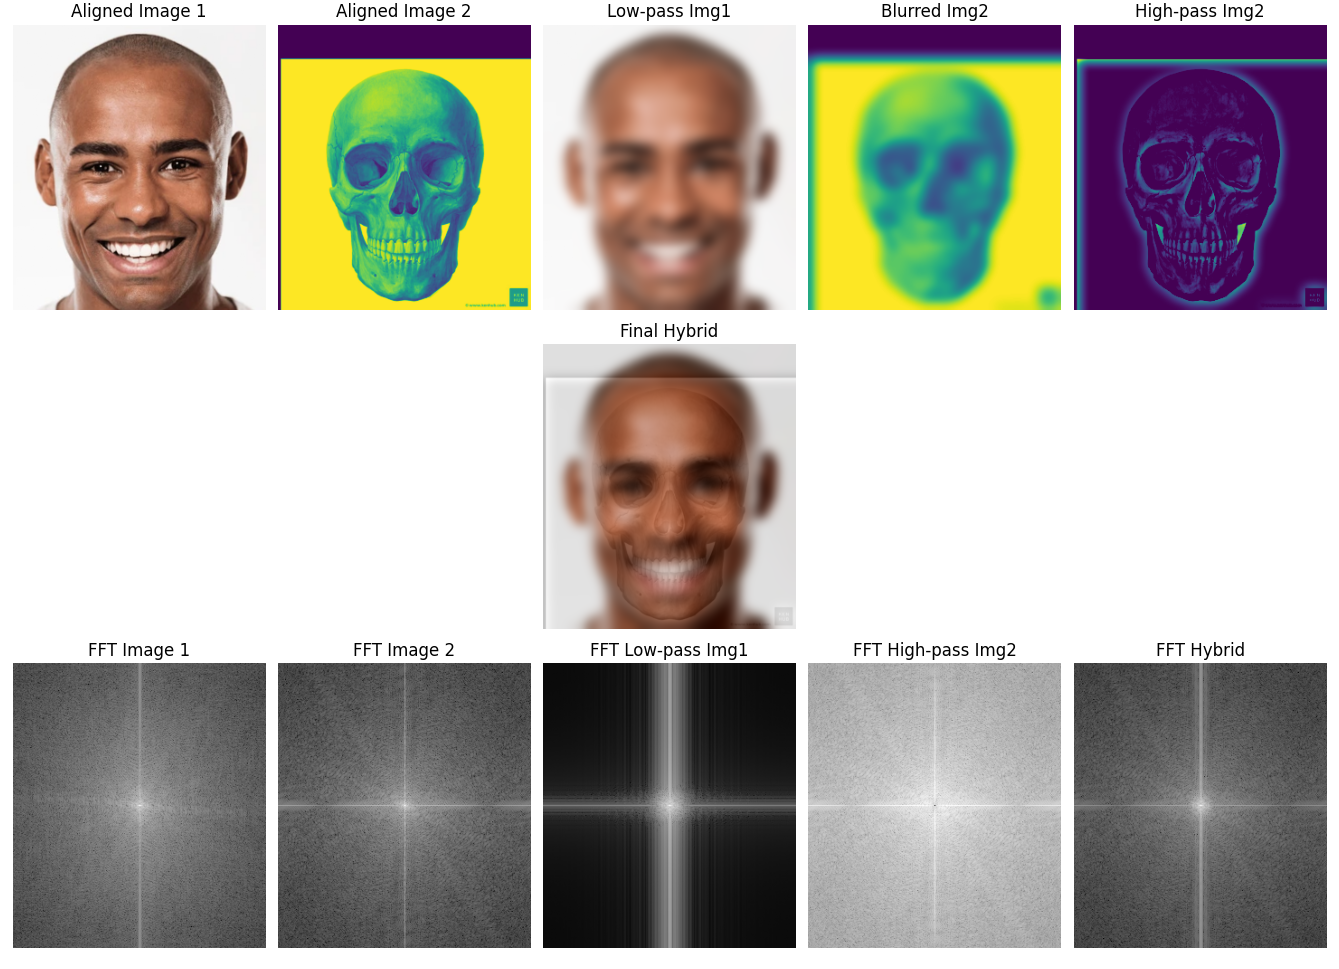 Aligned Image 1
Aligned Image 2
Low-pass Img1
Blurred Img2
High-pass Img2
Final Hybrid
FFT Image 1
FFT Image 2
FFT Low-pass Img1
FFT High-pass Img2
FFT Hybrid